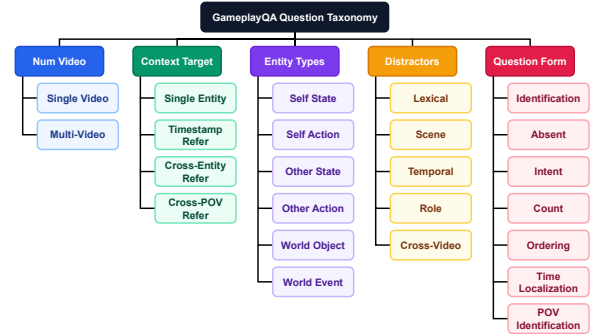 GameplayQA Question Taxonomy
Num Video
Single Video
Multi-Video
Context Target
Single Entity
Timestamp
Refer
Cross-Entity
Refer
Cross-POV
Refer
Entity Types
Self State
Self Action
Other State
Other Action
World Object
World Event
Distractors
Lexical
Scene
Temporal
Role
Cross-Video
Question Form
Identification
Absent
Intent
Count
Ordering
Time
Localization
POV
Identification